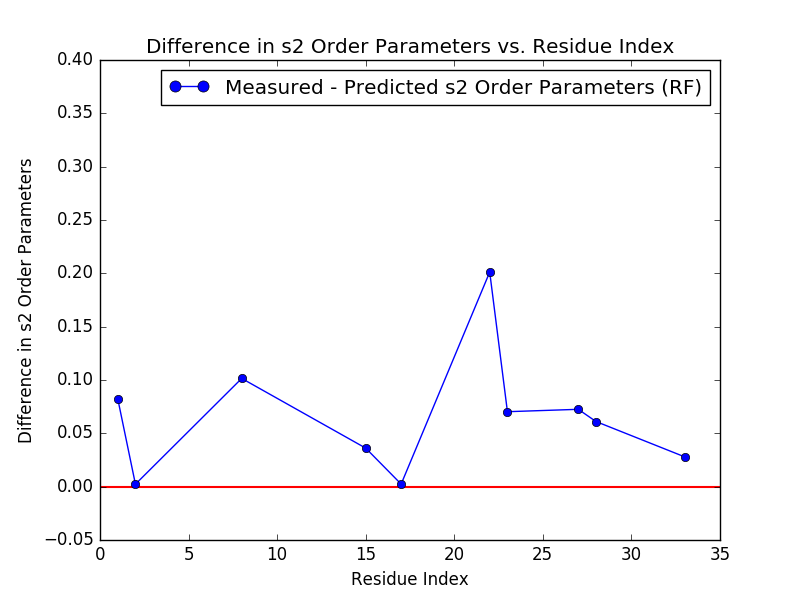 Difference in s2 Order Parameters vs. Residue Index
Measured - Predicted s2 Order Parameters (RF)
Difference in s2 Order Parameters
0.40
0.35
0.30
0.25
0.20
0.15
0.10
0.05
0.00
−0.05
0 5 10 15 20 25 30 35
Residue Index